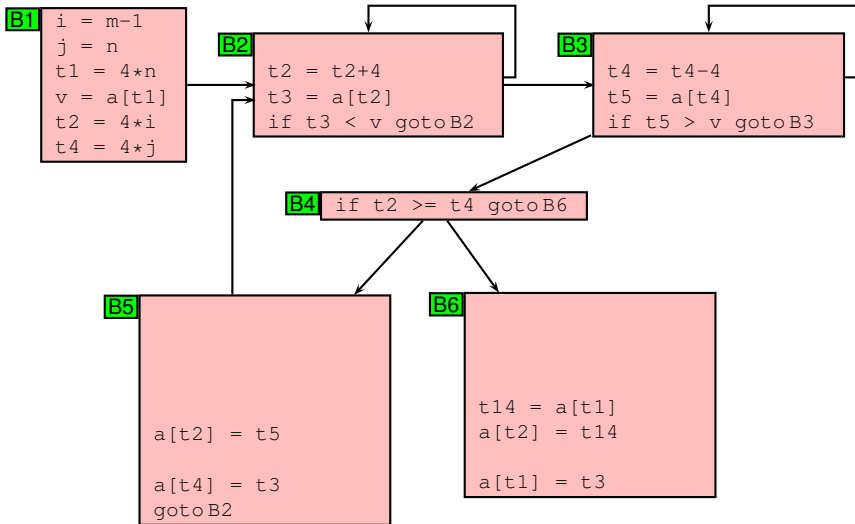 B1
i = m-1
j = n
t1 = 4*n
v = a[t1]
t2 = 4*i
t4 = 4*j
B2
t2 = t2+4
t3 = a[t2]
if t3 < v goto B2
B3
t4 = t4-4
t5 = a[t4]
if t5 > v goto B3
B4
if t2 >= t4 goto B6
B5
a[t2] = t5
a[t4] = t3
goto B2
B6
t14 = a[t1]
a[t2] = t14
a[t1] = t3